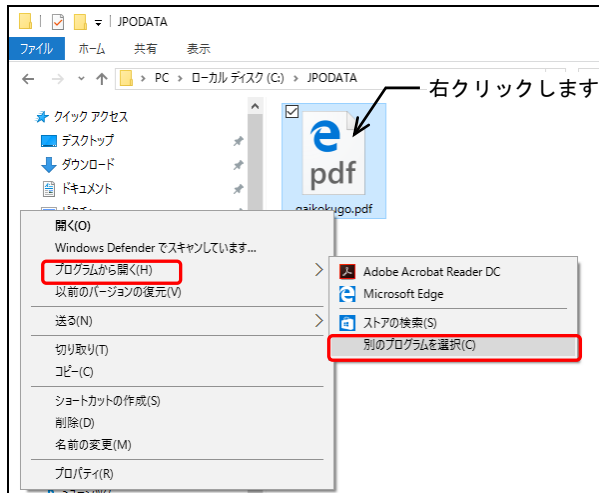 JPODATA
ファイル ホーム 共有 表示
PC › ローカル ディスク (C:) › JPODATA
右クリックします
クイック アクセス
デスクトップ
ダウンロード
ドキュメント
pdf
gaikokugo.pdf
開く(O)
Windows Defender でスキャンしています...
プログラムから開く(H)
以前のバージョンの復元(V)
送る(N)
切り取り(T)
コピー(C)
ショートカットの作成(S)
削除(D)
名前の変更(M)
プロパティ(R)
Adobe Acrobat Reader DC
Microsoft Edge
ストアの検索(S)
別のプログラムを選択(C)